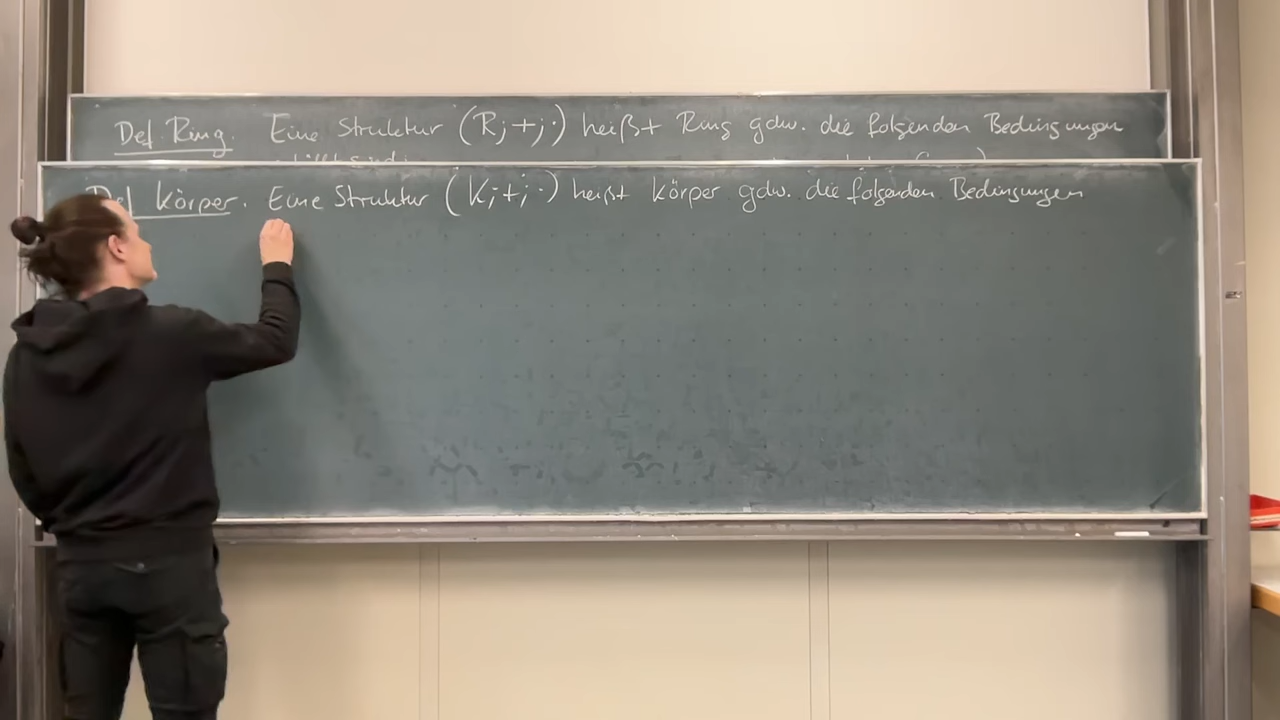 Def. Ring. Eine Struktur (R;+;·) heißt Ring gdw. die folgenden Bedingungen
Def Körper. Eine Struktur (K;+;·) heißt Körper gdw. die folgenden Bedingungen